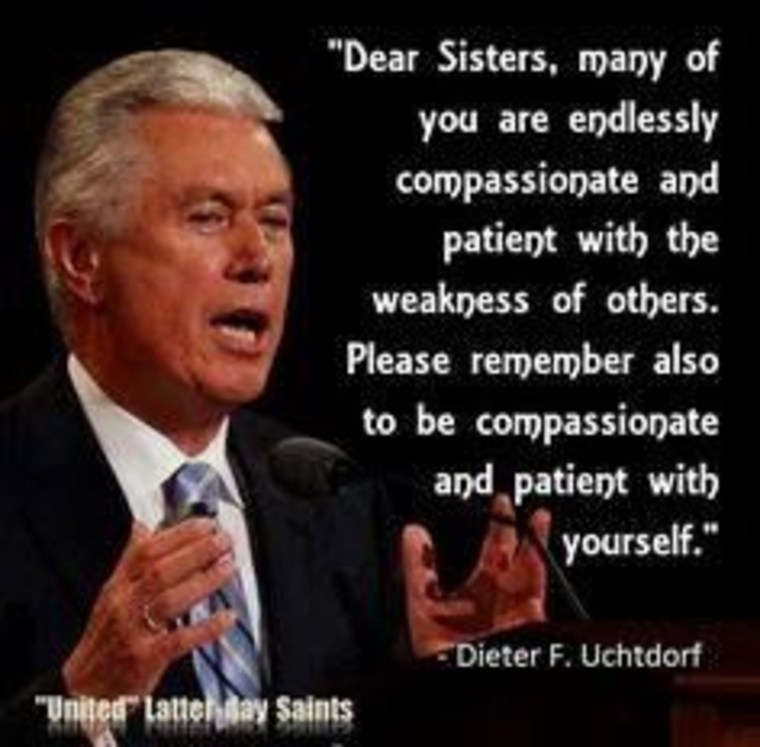 "Dear Sisters, many of
you are endlessly
compassionate and
patient with the
weakness of others.
Please remember also
to be compassionate
and patient with
yourself."
- Dieter F. Uchtdorf
"United" Latter-day Saints